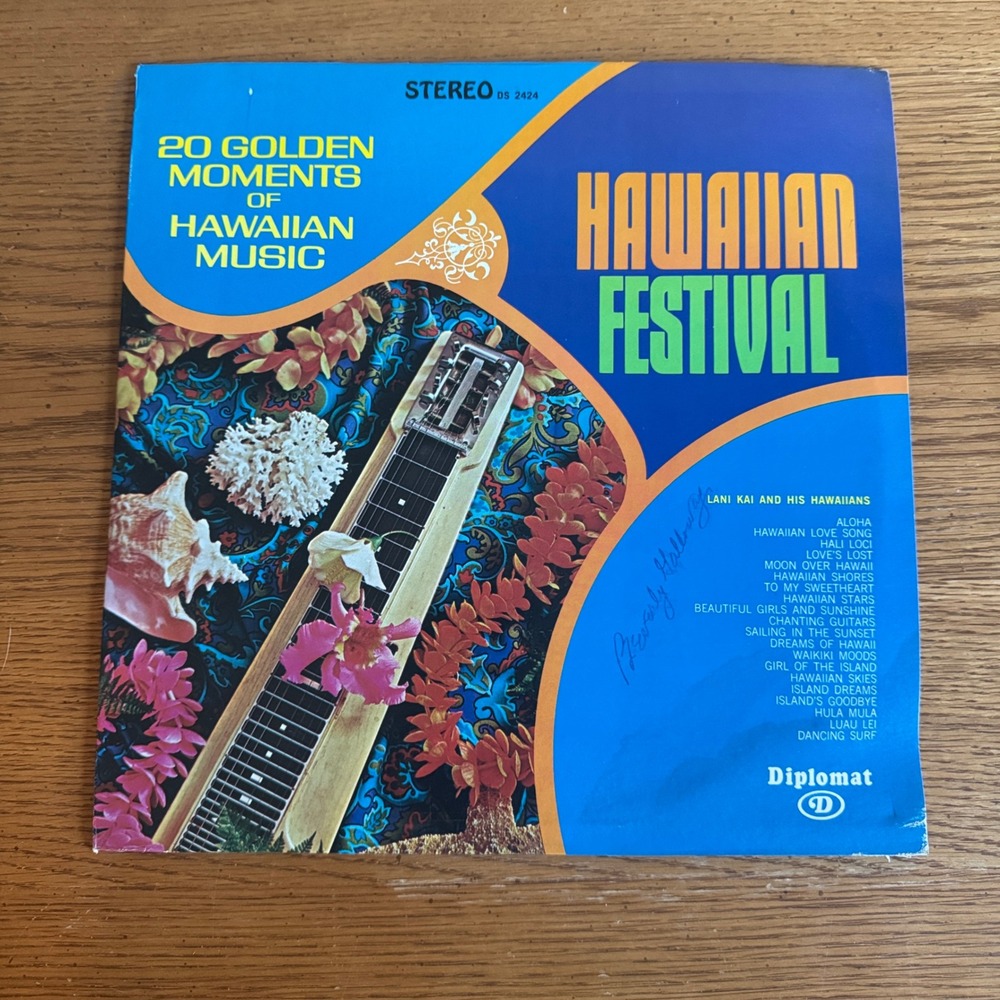 STEREO DS 2424
20 GOLDEN
MOMENTS
OF
HAWAIIAN
MUSIC
HAWAIIAN
FESTIVAL
LANI KAI AND HIS HAWAIIANS
ALOHA
HAWAIIAN LOVE SONG
HALI LOCI
LOVE'S LOST
MOON OVER HAWAII
HAWAIIAN SHORES
TO MY SWEETHEART
HAWAIIAN STARS
BEAUTIFUL GIRLS AND SUNSHINE
CHANTING GUITARS
SAILING IN THE SUNSET
DREAMS OF HAWAII
WAIKIKI MOODS
GIRL OF THE ISLAND
HAWAIIAN SKIES
ISLAND DREAMS
ISLAND'S GOODBYE
HULA MULA
LUAU LEI
DANCING SURF
Beverly Galloway
Diplomat
D